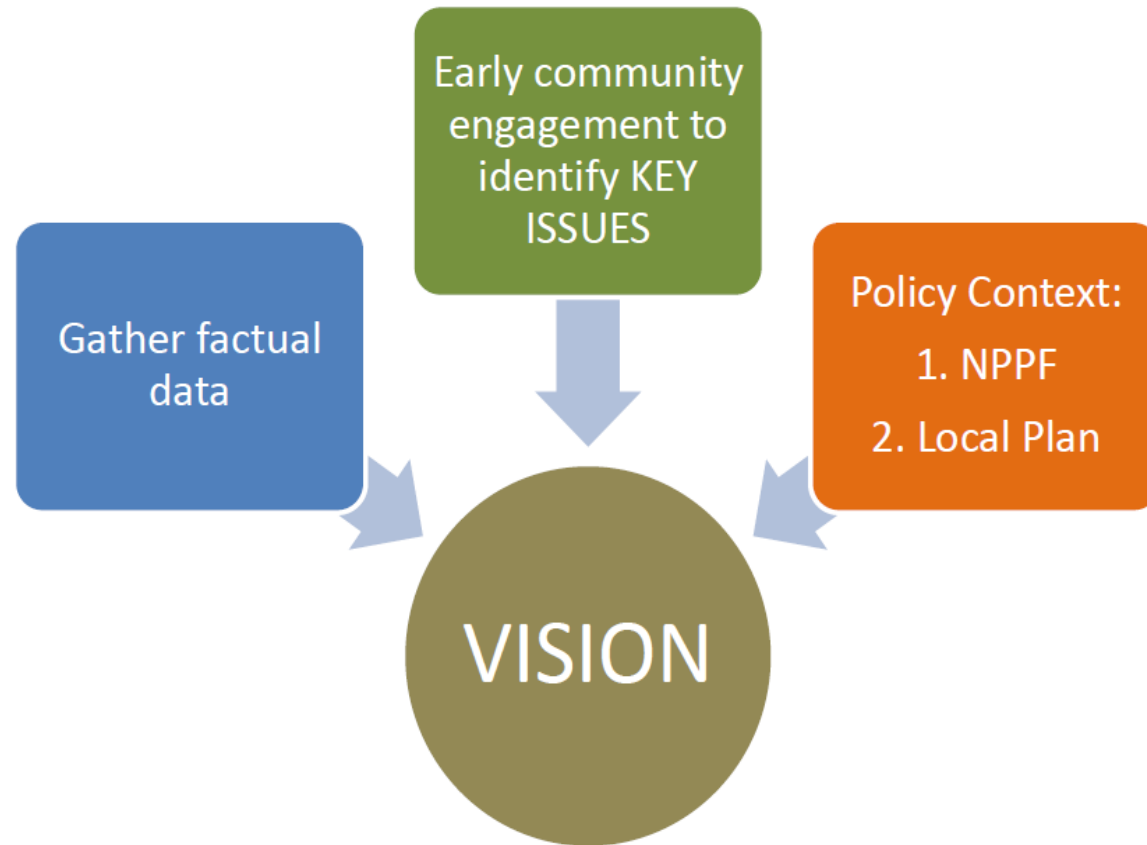 Early community
engagement to
identify KEY
ISSUES
Gather factual
data
Policy Context:
1. NPPF
2. Local Plan
VISION